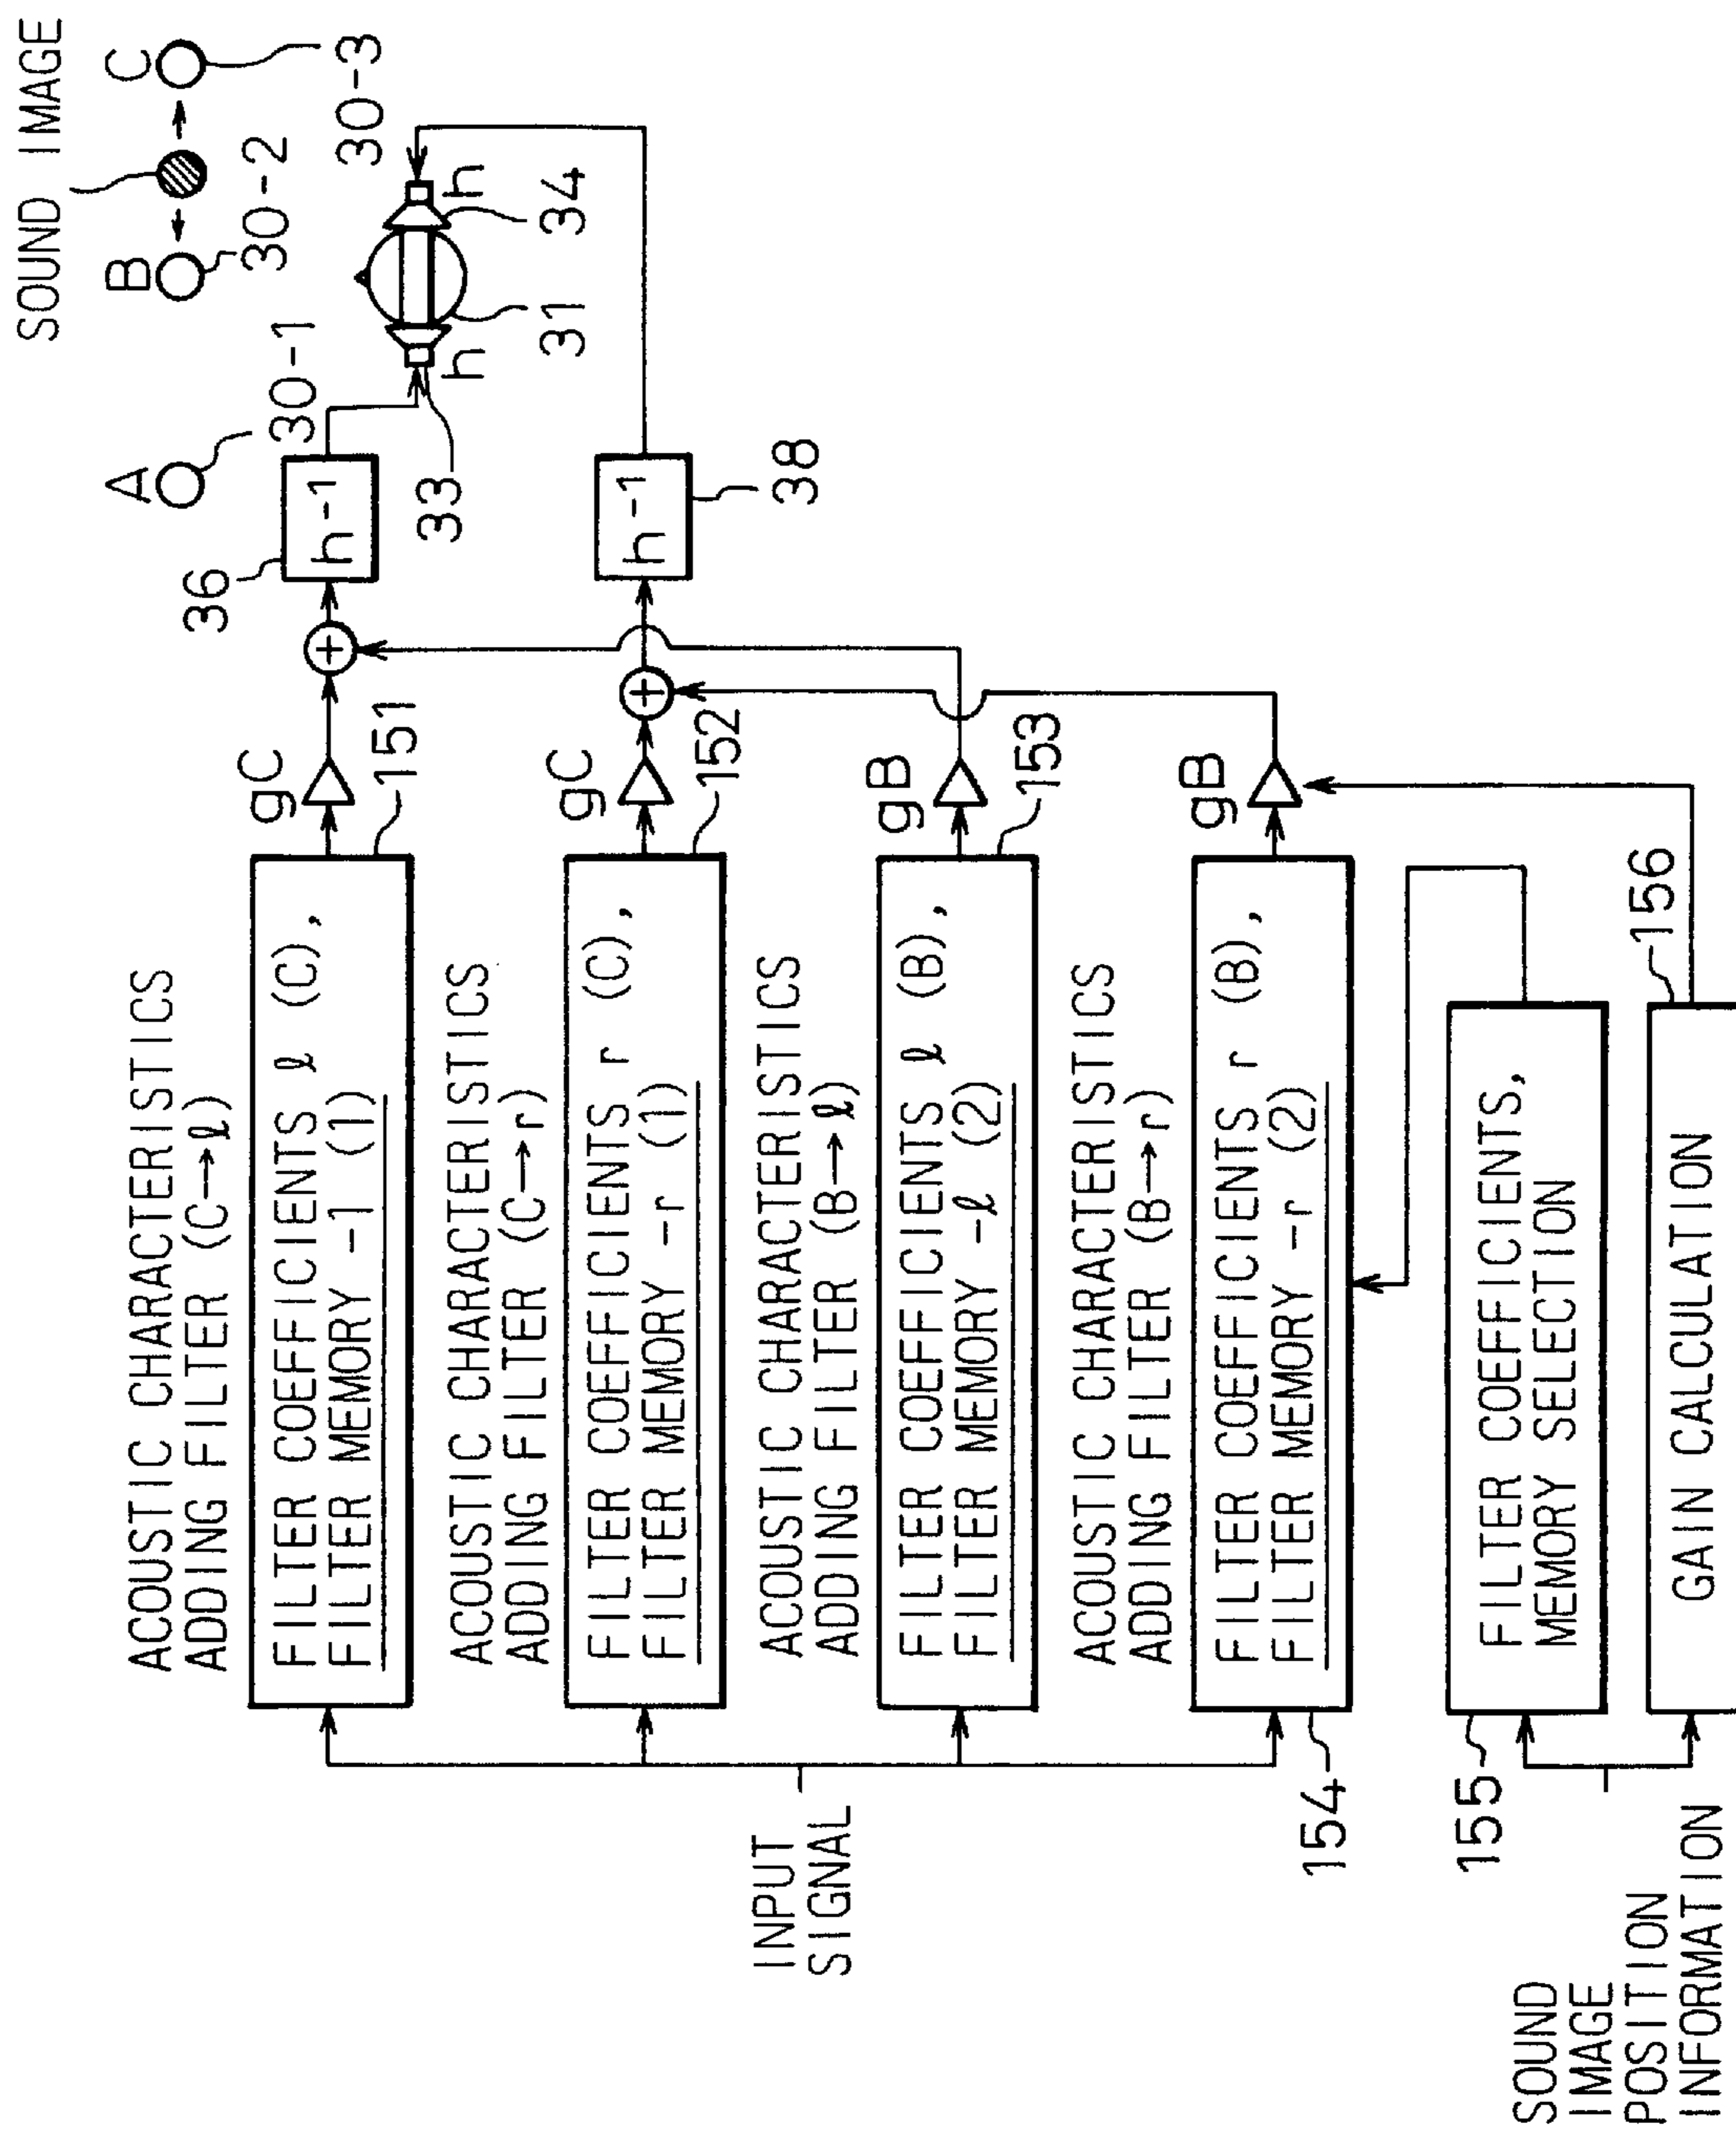 SOUND IMAGE
A
B
C
30-1
30-2
30-3
36
h⁻¹
33
h
31
h
34
38
h⁻¹
ACOUSTIC CHARACTERISTICS
ADDING FILTER (C→ℓ)
FILTER COEFFICIENTS ℓ (C),
FILTER MEMORY -1 (1)
gC
151
ACOUSTIC CHARACTERISTICS
ADDING FILTER (C→r)
FILTER COEFFICIENTS r (C),
FILTER MEMORY -r (1)
gC
152
INPUT
SIGNAL
ACOUSTIC CHARACTERISTICS
ADDING FILTER (B→ℓ)
FILTER COEFFICIENTS ℓ (B),
FILTER MEMORY -ℓ (2)
gB
153
ACOUSTIC CHARACTERISTICS
ADDING FILTER (B→r)
FILTER COEFFICIENTS r (B),
FILTER MEMORY -r (2)
gB
154
155
FILTER COEFFICIENTS,
MEMORY SELECTION
SOUND
IMAGE
POSITION
INFORMATION
156
GAIN CALCULATION